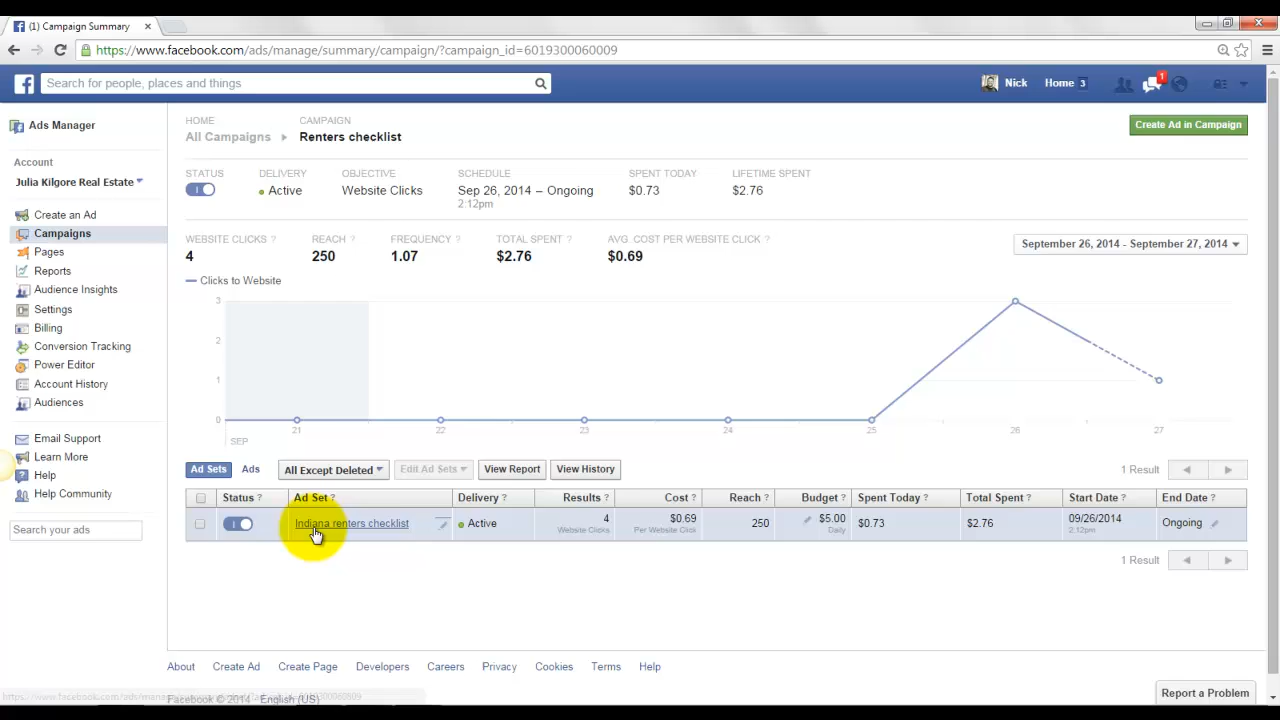 (1) Campaign Summary
https://www.facebook.com/ads/manage/summary/campaign/?campaign_id=6019300060009
Search for people, places and things
Nick
Home 3
1
Ads Manager
Account
Julia Kilgore Real Estate
Create an Ad
Campaigns
Pages
Reports
Audience Insights
Settings
Billing
Conversion Tracking
Power Editor
Account History
Audiences
Email Support
Learn More
Help
Help Community
Search your ads
HOME CAMPAIGN
All Campaigns Renters checklist
Create Ad in Campaign
STATUS DELIVERY OBJECTIVE SCHEDULE SPENT TODAY LIFETIME SPENT
Active Website Clicks Sep 26, 2014 – Ongoing $0.73 $2.76
2:12pm
WEBSITE CLICKS ? REACH ? FREQUENCY ? TOTAL SPENT ? AVG. COST PER WEBSITE CLICK ?
4 250 1.07 $2.76 $0.69
September 26, 2014 - September 27, 2014
Clicks to Website
3
2
1
0
21 22 23 24 25 26 27
SEP
Ad Sets Ads All Except Deleted Edit Ad Sets View Report View History 1 Result
Status ? Ad Set ? Delivery ? Results ? Cost ? Reach ? Budget ? Spent Today ? Total Spent ? Start Date ? End Date ?
Indiana renters checklist Active 4 $0.69 250 $5.00 $0.73 $2.76 09/26/2014 Ongoing
Website Clicks Per Website Click Daily 2:12pm
1 Result
About Create Ad Create Page Developers Careers Privacy Cookies Terms Help
Facebook © 2014 · English (US)
Report a Problem